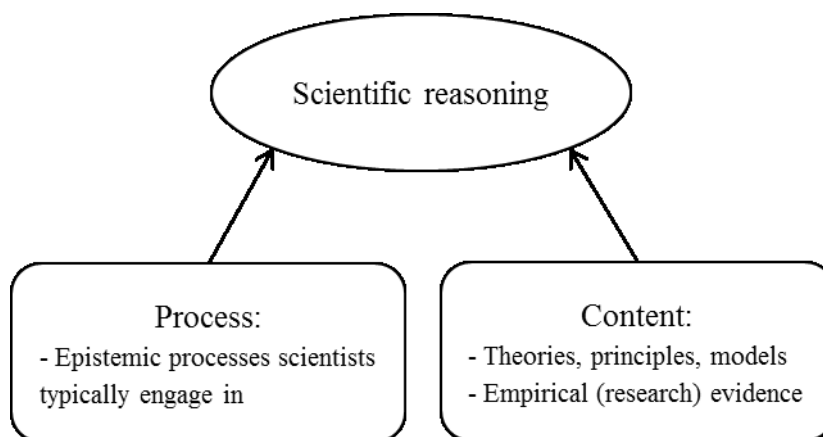 Scientific reasoning
Process:
- Epistemic processes scientists
typically engage in
Content:
- Theories, principles, models
- Empirical (research) evidence